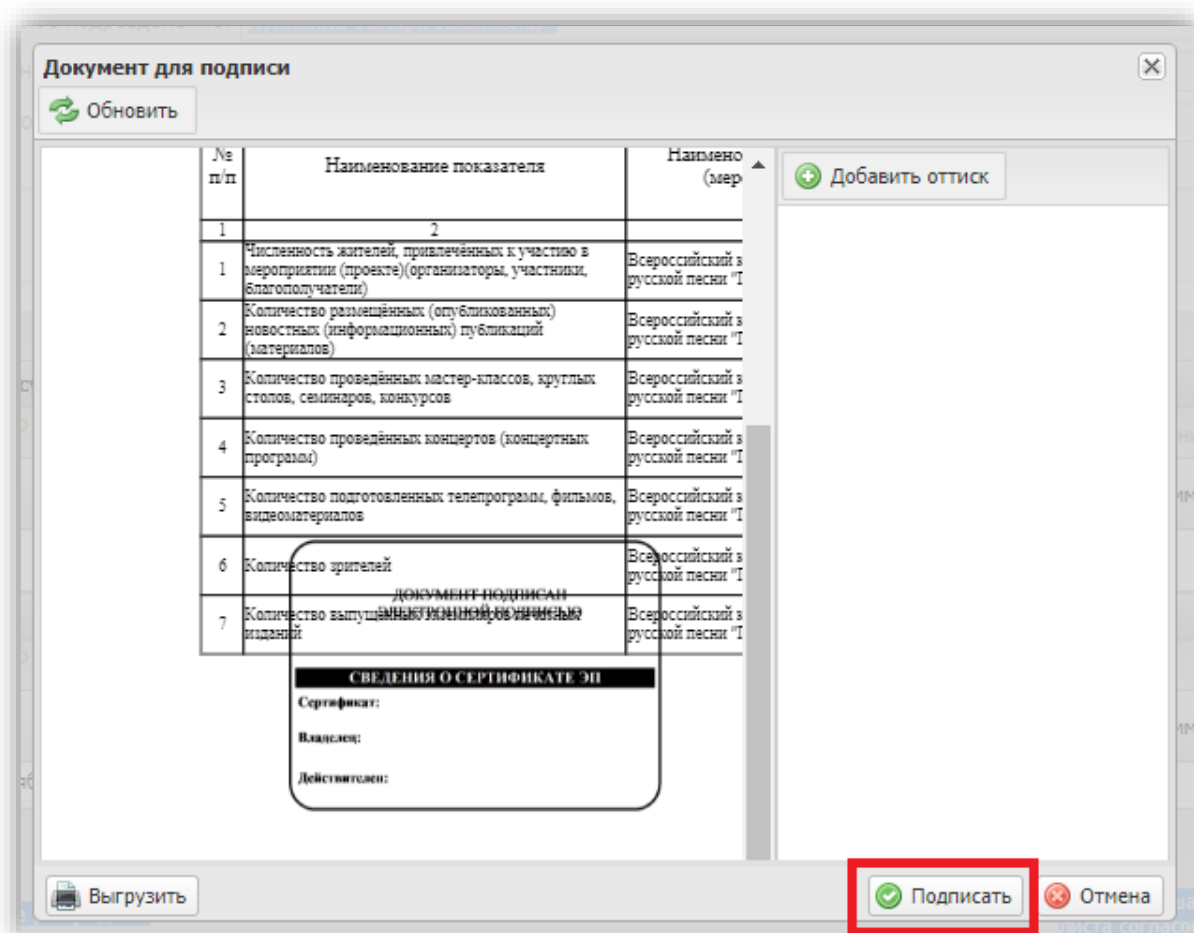 Документ для подписи
Обновить
Добавить оттиск
№
п/п
Наименование показателя
Наимено
(мер
1
2
1
Численность жителей, привлечённых к участию в
мероприятии (проекте)(организаторы, участники,
благополучатели)
Всероссийский
русской песни
2
Количество размещённых (опубликованных)
новостных (информационных) публикаций
(материалов)
Всероссийский
русской песни
3
Количество проведённых мастер-классов, круглых
столов, семинаров, конкурсов
Всероссийский
русской песни
4
Количество проведённых концертов (концертных
программ)
Всероссийский
русской песни
5
Количество подготовленных телепрограмм, фильмов,
видеоматериалов
Всероссийский
русской песни
6
Количество зрителей
Всероссийский
русской песни
ДОКУМЕНТ ПОДПИСАН
ЭЛЕКТРОННОЙ ПОДПИСЬЮ
7
Количество выпущенных экземпляров печатных
изданий
Всероссийский
русской песни
СВЕДЕНИЯ О СЕРТИФИКАТЕ ЭП
Сертификат:
Владелец:
Действителен:
Выгрузить
Подписать
Отмена